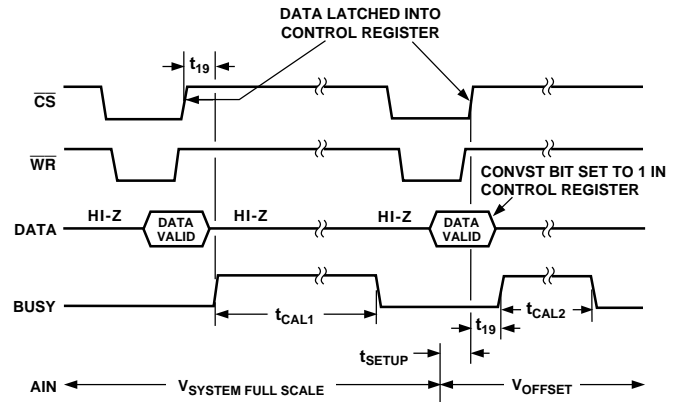 DATA LATCHED INTO
CONTROL REGISTER
t19
CS
WR
CONVST BIT SET TO 1 IN
CONTROL REGISTER
DATA HI-Z DATA VALID HI-Z HI-Z DATA VALID
BUSY
tCAL1
t19
tCAL2
tSETUP
AIN VSYSTEM FULL SCALE VOFFSET